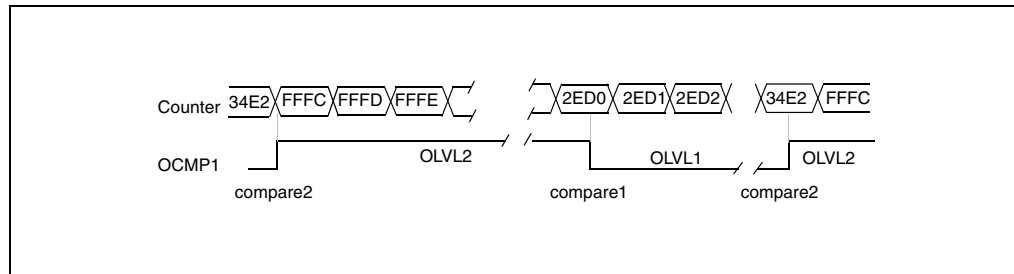 Counter 34E2 FFFC FFFD FFFE 2ED0 2ED1 2ED2 34E2 FFFC
OCMP1 OLVL2 OLVL1 OLVL2
compare2 compare1 compare2